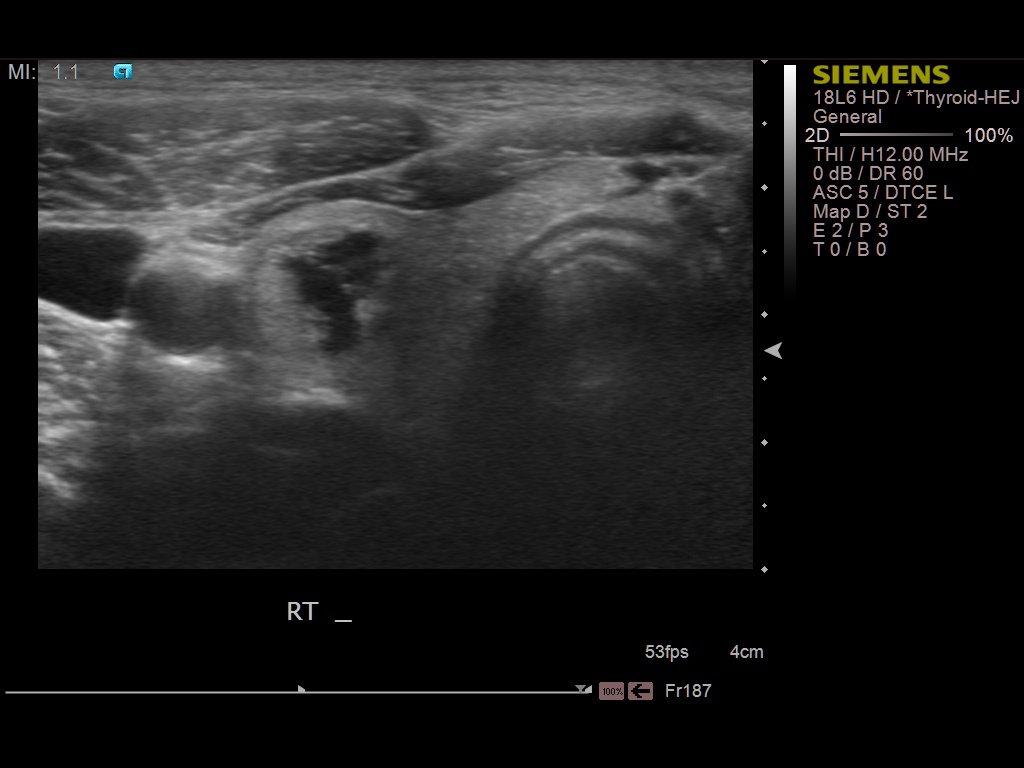 MI: 1.1
SIEMENS
18L6 HD / *Thyroid-HEJ
General
2D 100%
THI / H12.00 MHz
0 dB / DR 60
ASC 5 / DTCE L
Map D / ST 2
E 2 / P 3
T 0 / B 0
RT _
53fps 4cm
100% Fr187